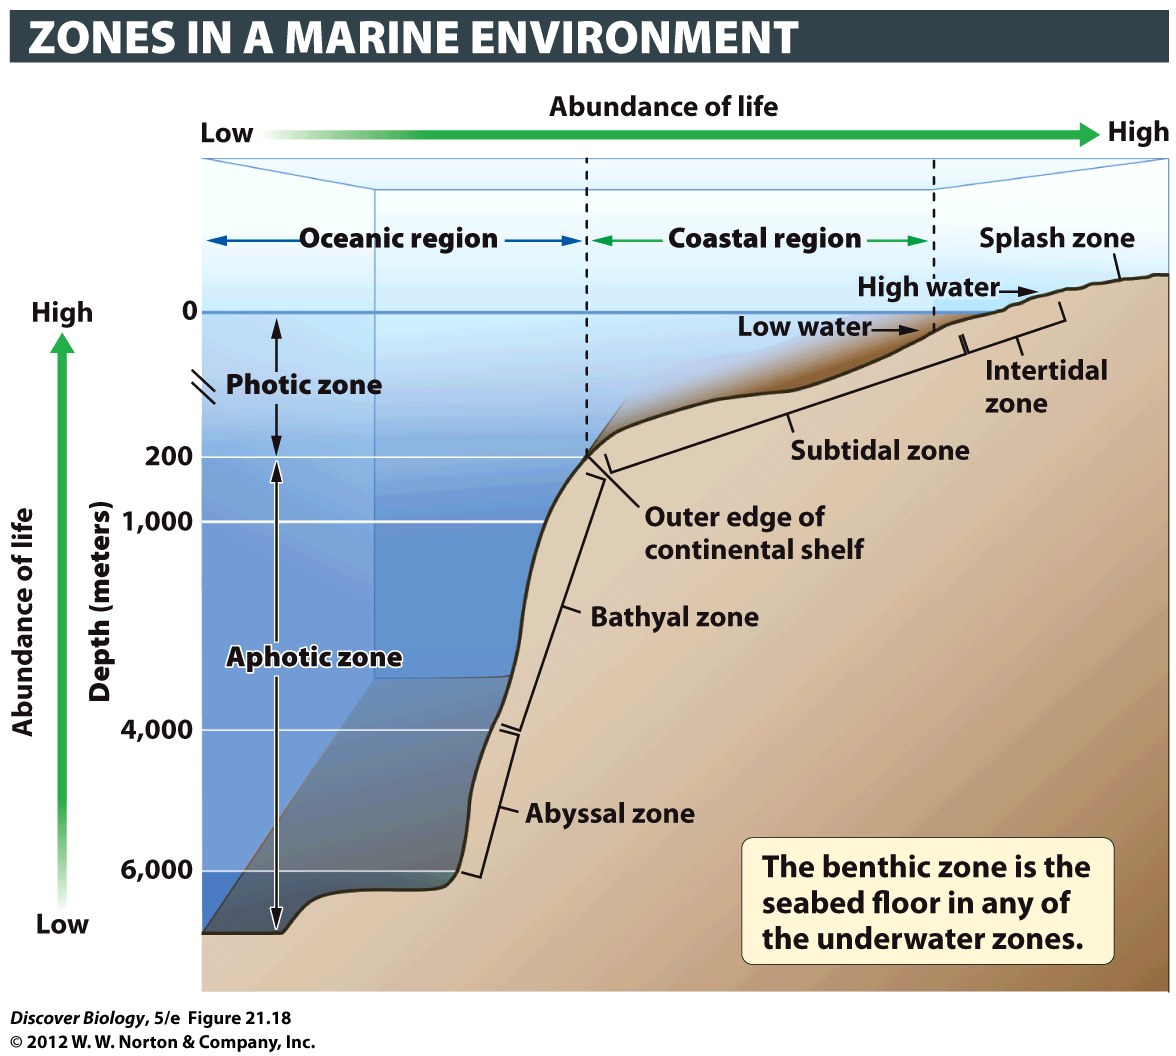 ZONES IN A MARINE ENVIRONMENT
Abundance of life
Low
High
Oceanic region
Coastal region
Splash zone
High water
Low water
Intertidal
zone
Subtidal zone
Outer edge of
continental shelf
Bathyal zone
Abyssal zone
High
0
Photic zone
200
1,000
Aphotic zone
4,000
6,000
Low
Abundance of life
Depth (meters)
The benthic zone is the
seabed floor in any of
the underwater zones.
Discover Biology, 5/e Figure 21.18
© 2012 W. W. Norton & Company, Inc.